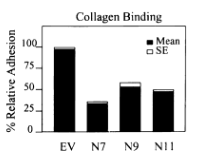 Collagen Binding
% Relative Adhesion
100
75
50
25
0
Mean
SE
EV N7 N9 N11